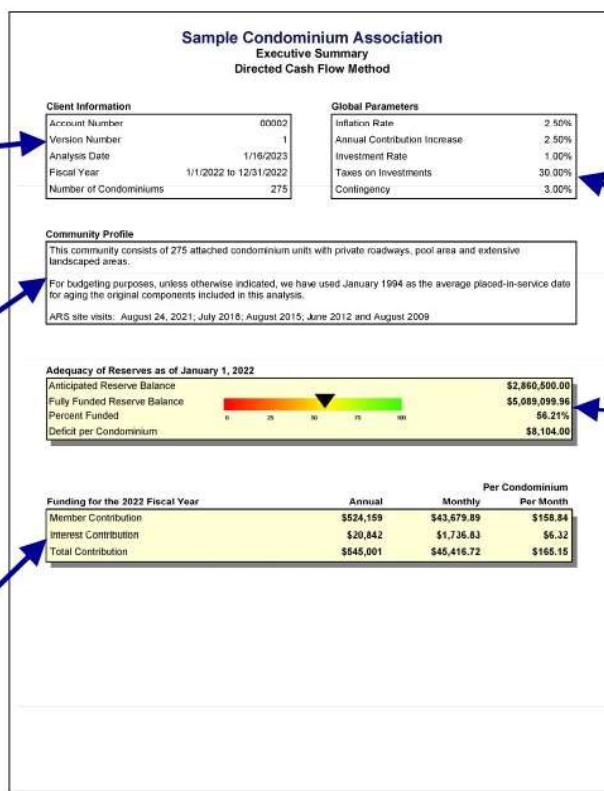 Sample Condominium Association
Executive Summary
Directed Cash Flow Method
Client Information
Account Number 00002
Version Number 1
Analysis Date 1/16/2023
Fiscal Year 1/1/2022 to 12/31/2022
Number of Condominiums 275
Global Parameters
Inflation Rate 2.50%
Annual Contribution Increase 2.50%
Investment Rate 1.00%
Taxes on Investments 30.00%
Contingency 3.00%
Community Profile
This community consists of 275 attached condominium units with private roadways, pool area and extensive
landscaped areas.
For budgeting purposes, unless otherwise indicated, we have used January 1994 as the average placed-in-service date
for aging the original components included in this analysis.
ARS site visits: August 24, 2021; July 2018; August 2015; June 2012 and August 2009
Adequacy of Reserves as of January 1, 2022
Anticipated Reserve Balance $2,860,500.00
Fully Funded Reserve Balance $5,089,099.96
Percent Funded 56.21%
0 25 50 75 100
Deficit per Condominium $8,104.00
Per Condominium
Funding for the 2022 Fiscal Year Annual Monthly Per Month
Member Contribution $524,159 $43,679.89 $158.84
Interest Contribution $20,842 $1,736.83 $6.32
Total Contribution $545,001 $45,416.72 $165.15